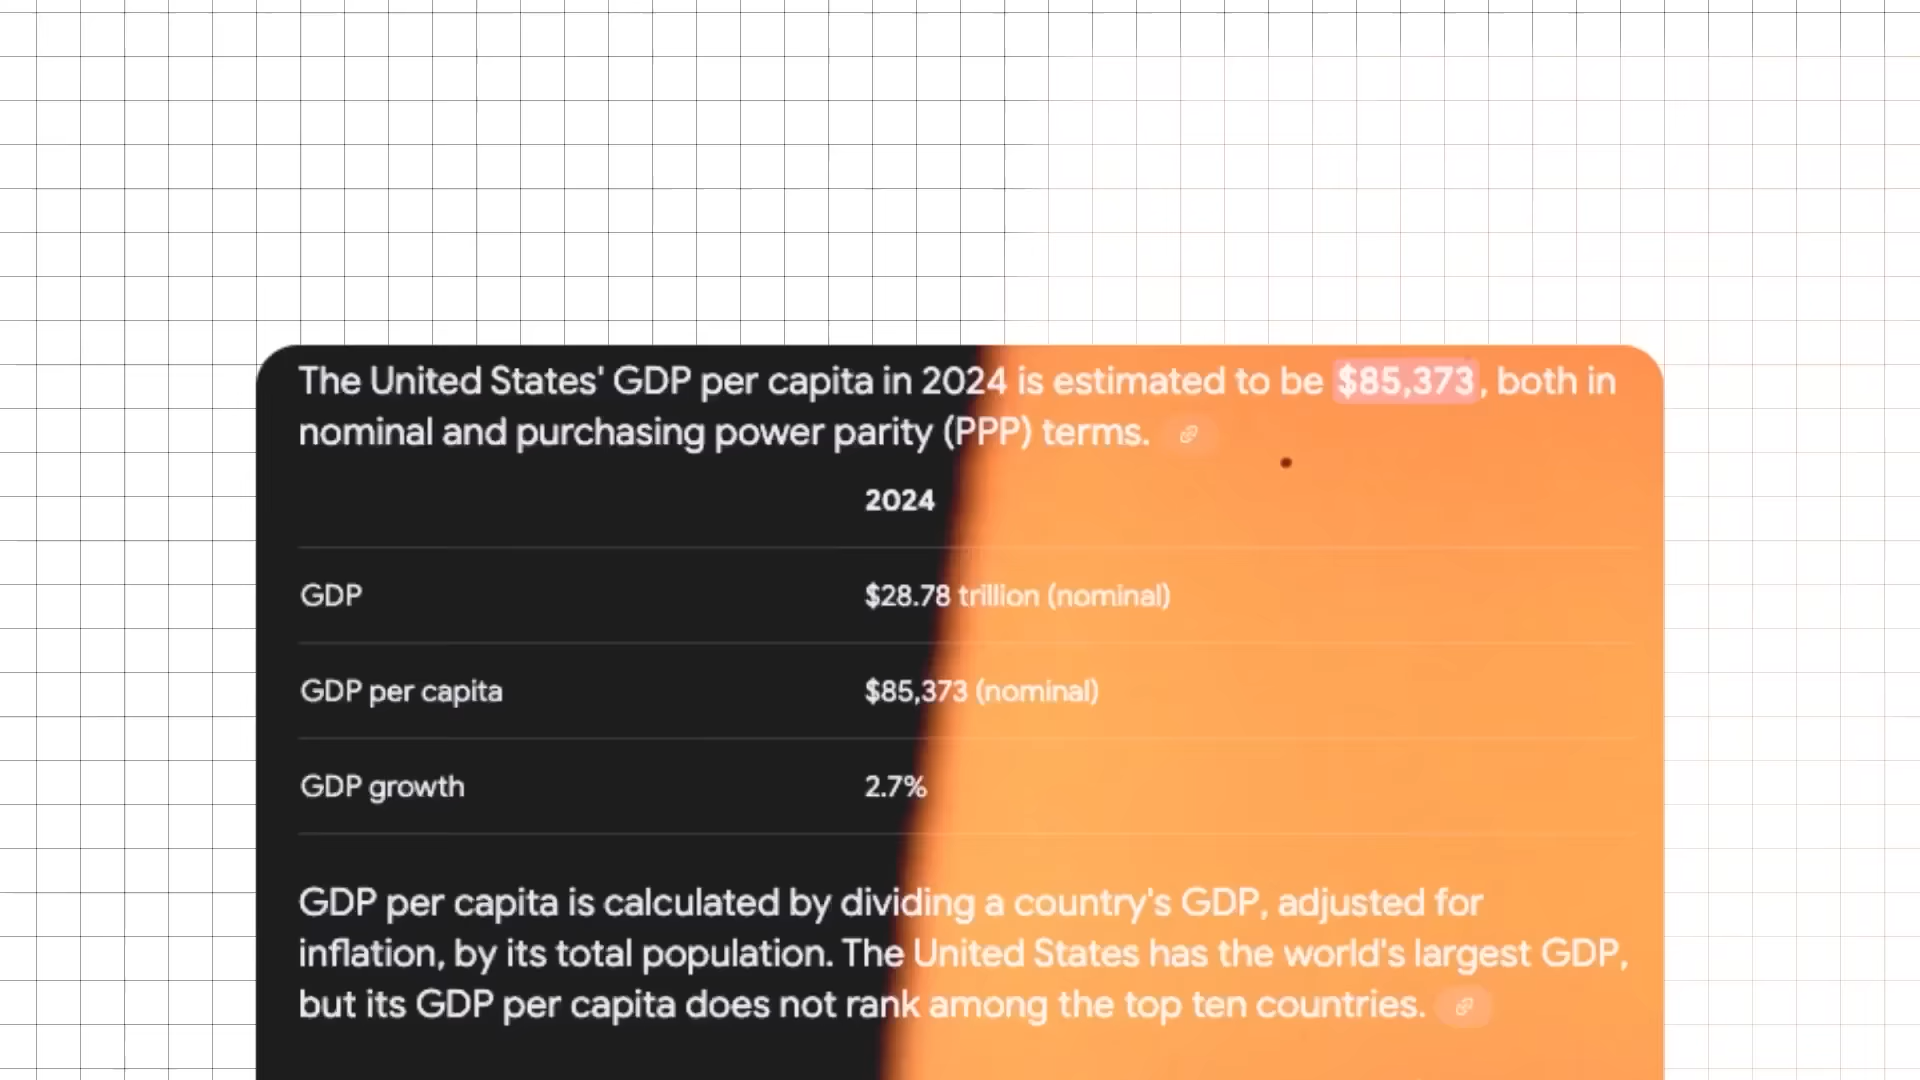 The United States' GDP per capita in 2024 is estimated to be $85,373, both in
nominal and purchasing power parity (PPP) terms.
2024
GDP $28.78 trillion (nominal)
GDP per capita $85,373 (nominal)
GDP growth 2.7%
GDP per capita is calculated by dividing a country's GDP, adjusted for
inflation, by its total population. The United States has the world's largest GDP,
but its GDP per capita does not rank among the top ten countries.